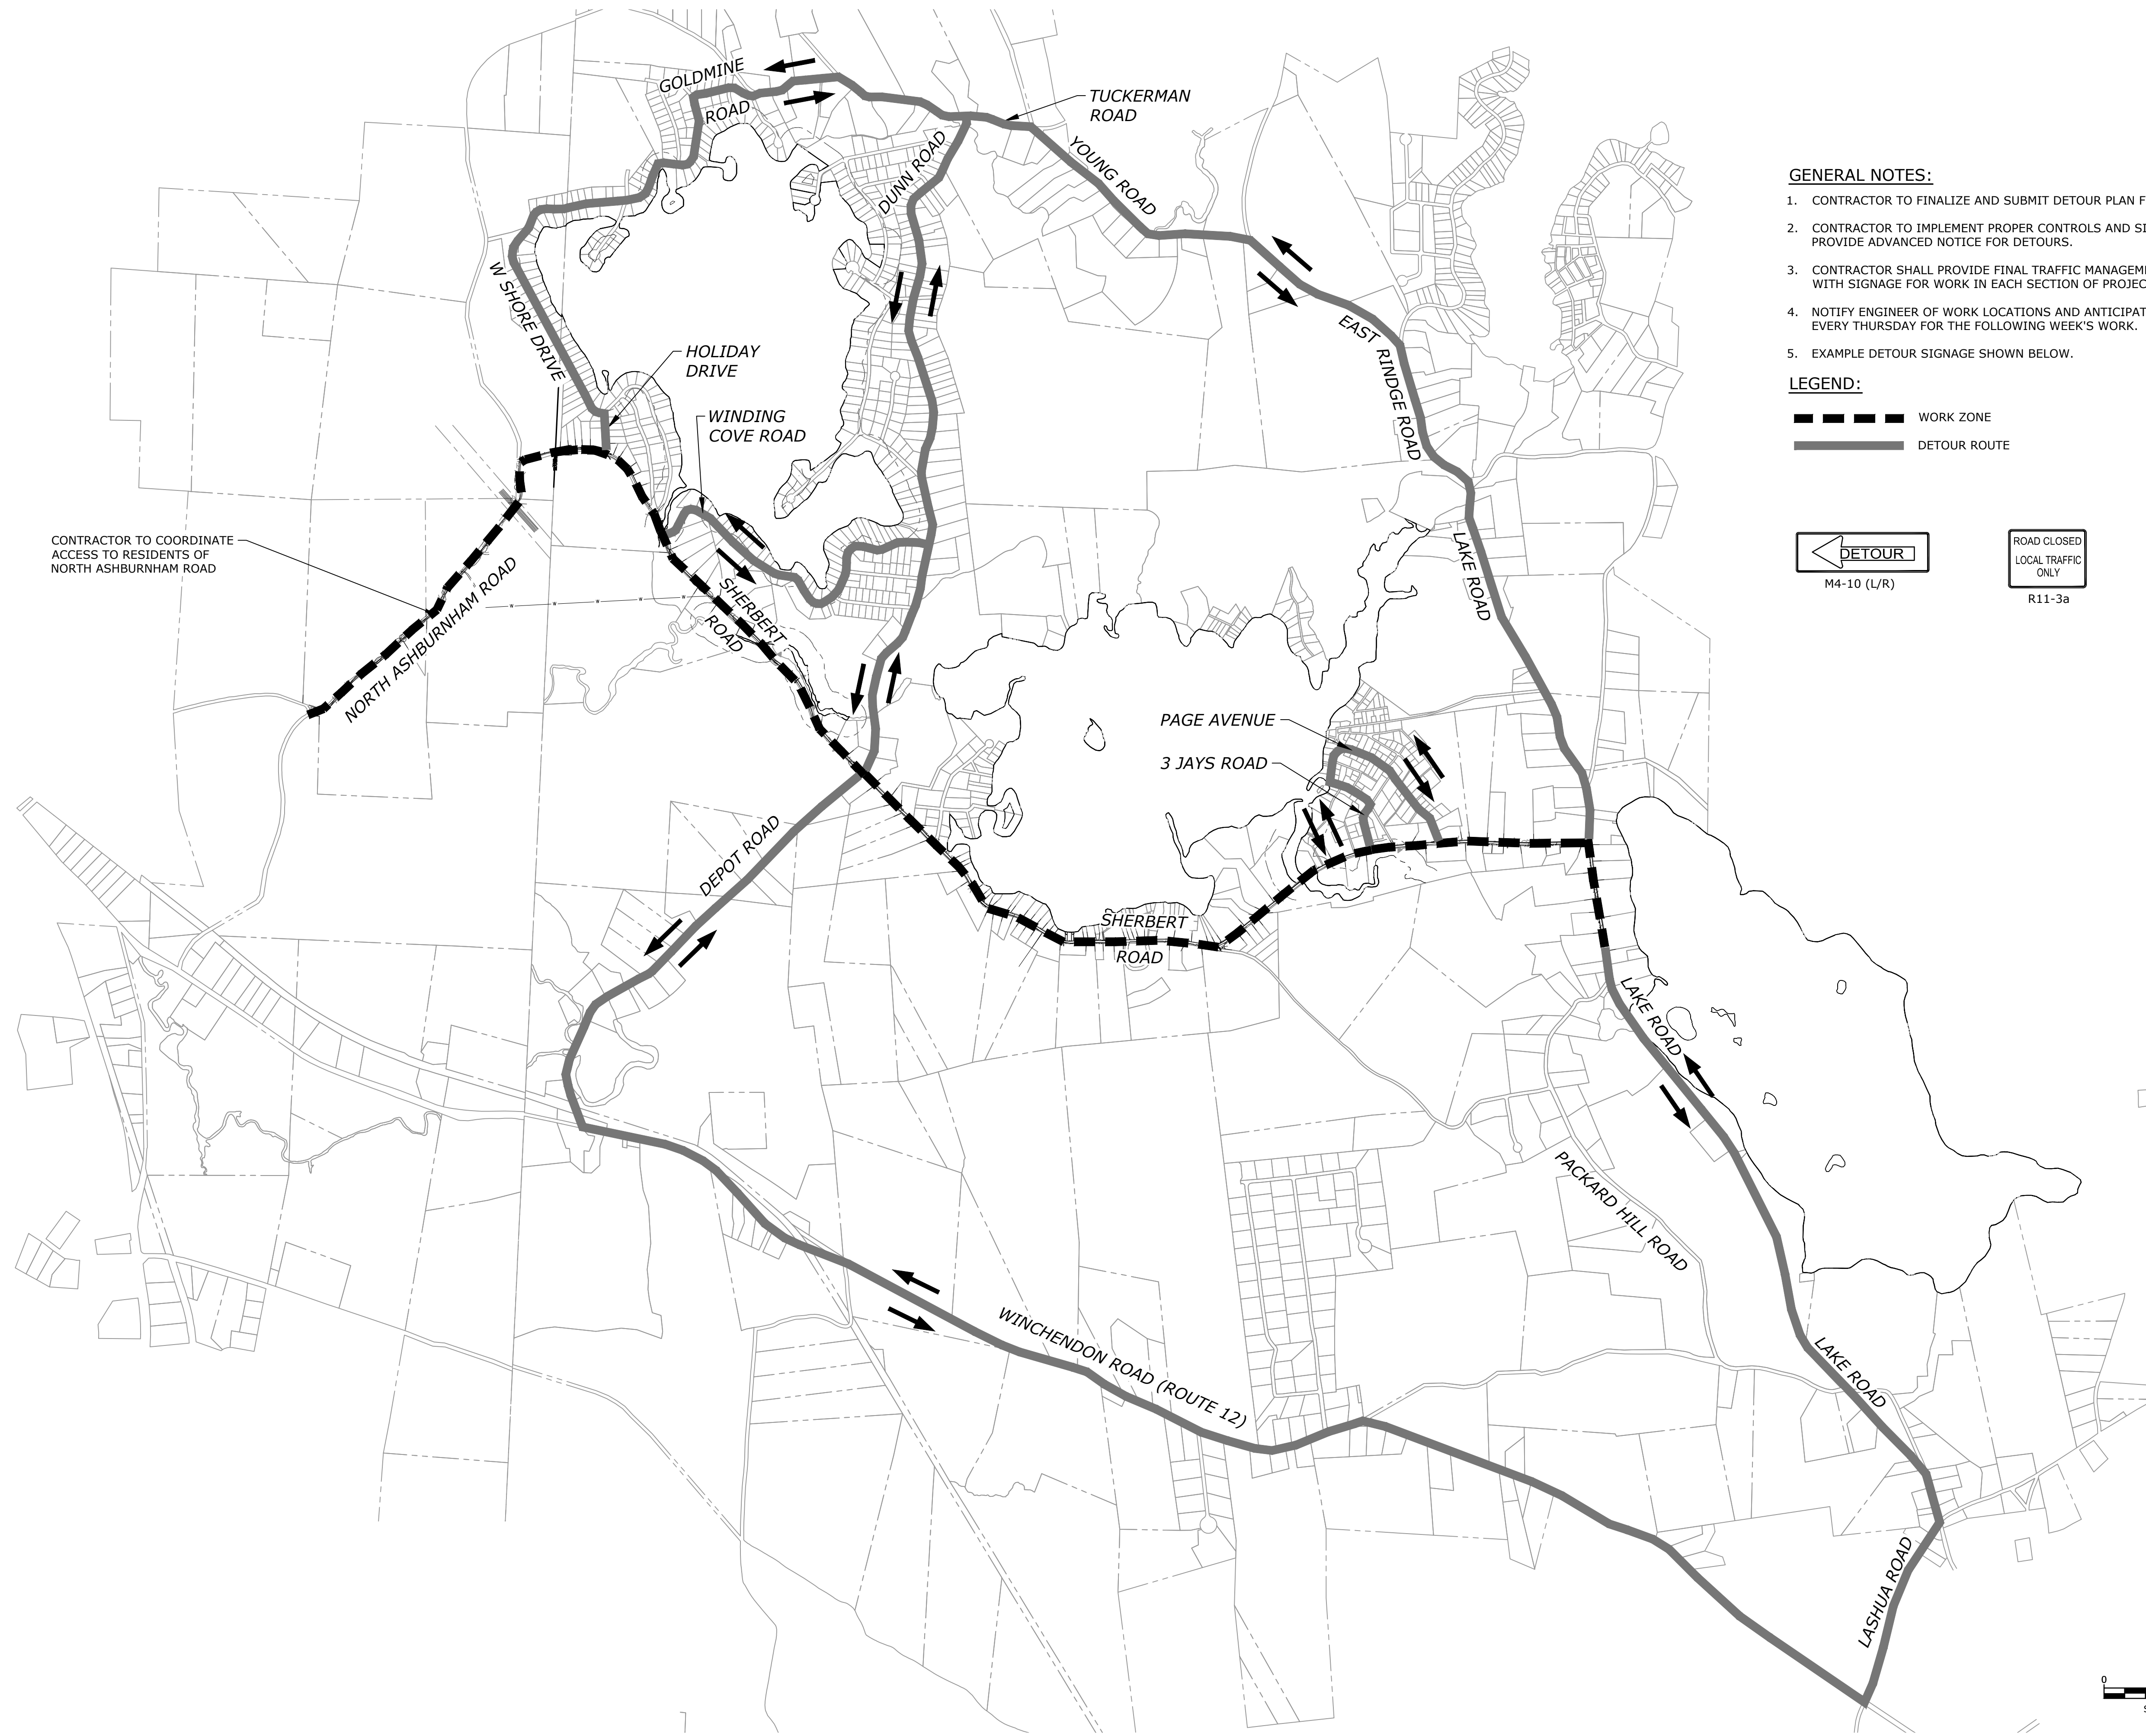 GOLDMINE
ROAD
TUCKERMAN
ROAD
YOUNG ROAD
DUNN ROAD
W SHORE DRIVE
HOLIDAY
DRIVE
WINDING
COVE ROAD
EAST RINDGE ROAD
LAKE ROAD
CONTRACTOR TO COORDINATE
ACCESS TO RESIDENTS OF
NORTH ASHBURNHAM ROAD
NORTH ASHBURNHAM ROAD
W W W W W
SHERBERT
ROAD
PAGE AVENUE
3 JAYS ROAD
DEPOT ROAD
SHERBERT
ROAD
LAKE ROAD
PACKARD HILL ROAD
WINCHENDON ROAD (ROUTE 12)
LAKE ROAD
LASHUA ROAD
GENERAL NOTES:
1. CONTRACTOR TO FINALIZE AND SUBMIT DETOUR PLAN F
2. CONTRACTOR TO IMPLEMENT PROPER CONTROLS AND SI
PROVIDE ADVANCED NOTICE FOR DETOURS.
3. CONTRACTOR SHALL PROVIDE FINAL TRAFFIC MANAGEM
WITH SIGNAGE FOR WORK IN EACH SECTION OF PROJEC
4. NOTIFY ENGINEER OF WORK LOCATIONS AND ANTICIPAT
EVERY THURSDAY FOR THE FOLLOWING WEEK'S WORK.
5. EXAMPLE DETOUR SIGNAGE SHOWN BELOW.
LEGEND:
WORK ZONE
DETOUR ROUTE
DETOUR
M4-10 (L/R)
ROAD CLOSED
LOCAL TRAFFIC
ONLY
R11-3a
0